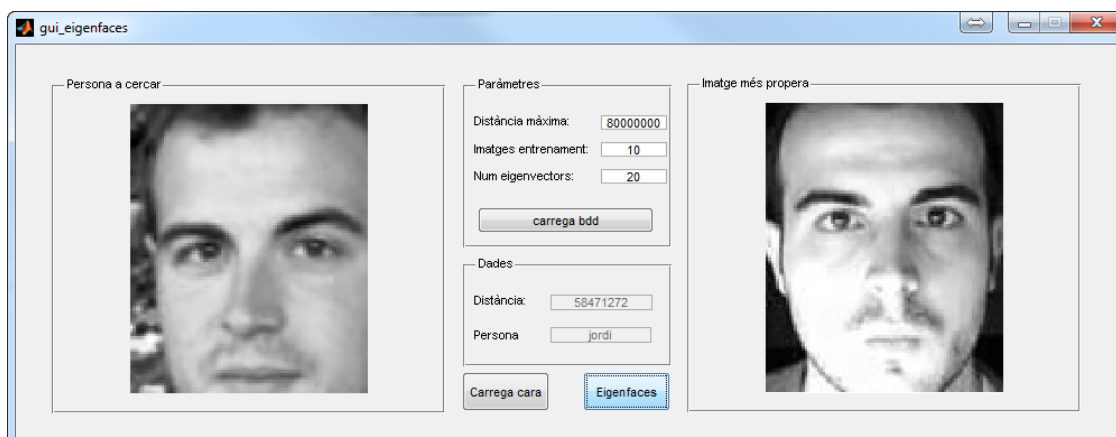 gui_eigenfaces
Persona a cercar
Paràmetres
Distància màxima: 80000000
Imatges entrenament: 10
Num eigenvectors: 20
carrega bdd
Dades
Distància: 58471272
Persona jordi
Carrega cara
Eigenfaces
Imatge més propera